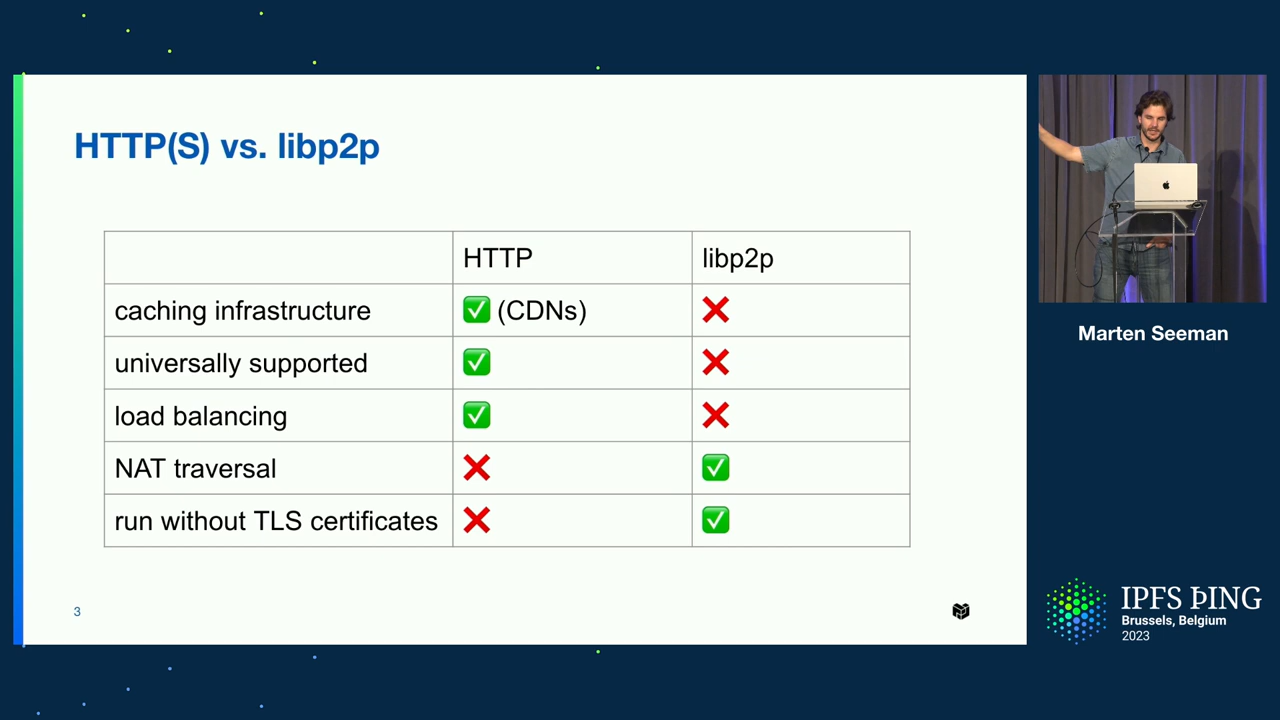 HTTP(S) vs. libp2p
HTTP libp2p
caching infrastructure ✅ (CDNs) ❌
universally supported ✅ ❌
load balancing ✅ ❌
NAT traversal ❌ ✅
run without TLS certificates ❌ ✅
3
Marten Seeman
IPFS ÞING
Brussels, Belgium
2023